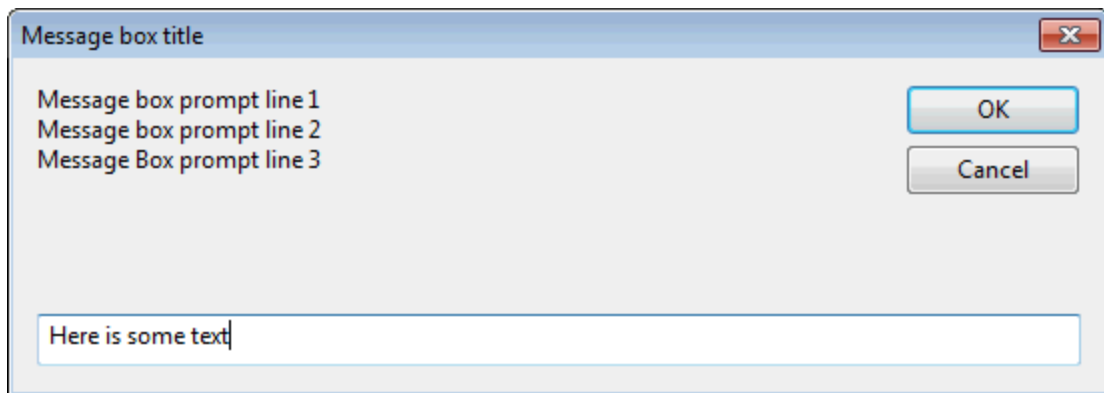 Message box title
Message box prompt line 1
Message box prompt line 2
Message Box prompt line 3
OK
Cancel
Here is some text